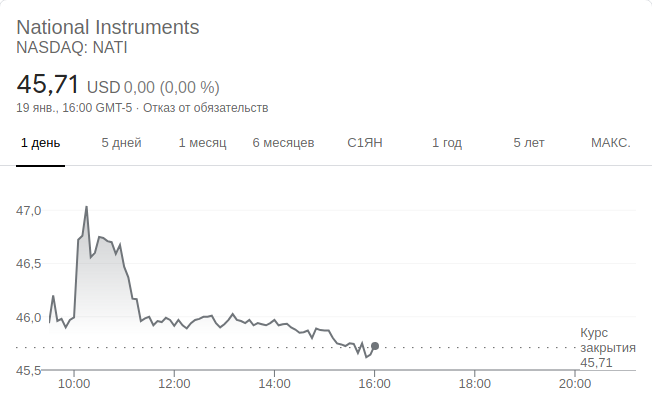 National Instruments
NASDAQ: NATI
45,71 USD 0,00 (0,00 %)
19 янв., 16:00 GMT-5 · Отказ от обязательств
1 день 5 дней 1 месяц 6 месяцев С1ЯН 1 год 5 лет МАКС.
47,0
46,5
46,0
Курс
закрытия
45,71
45,5
10:00 12:00 14:00 16:00 18:00 20:00